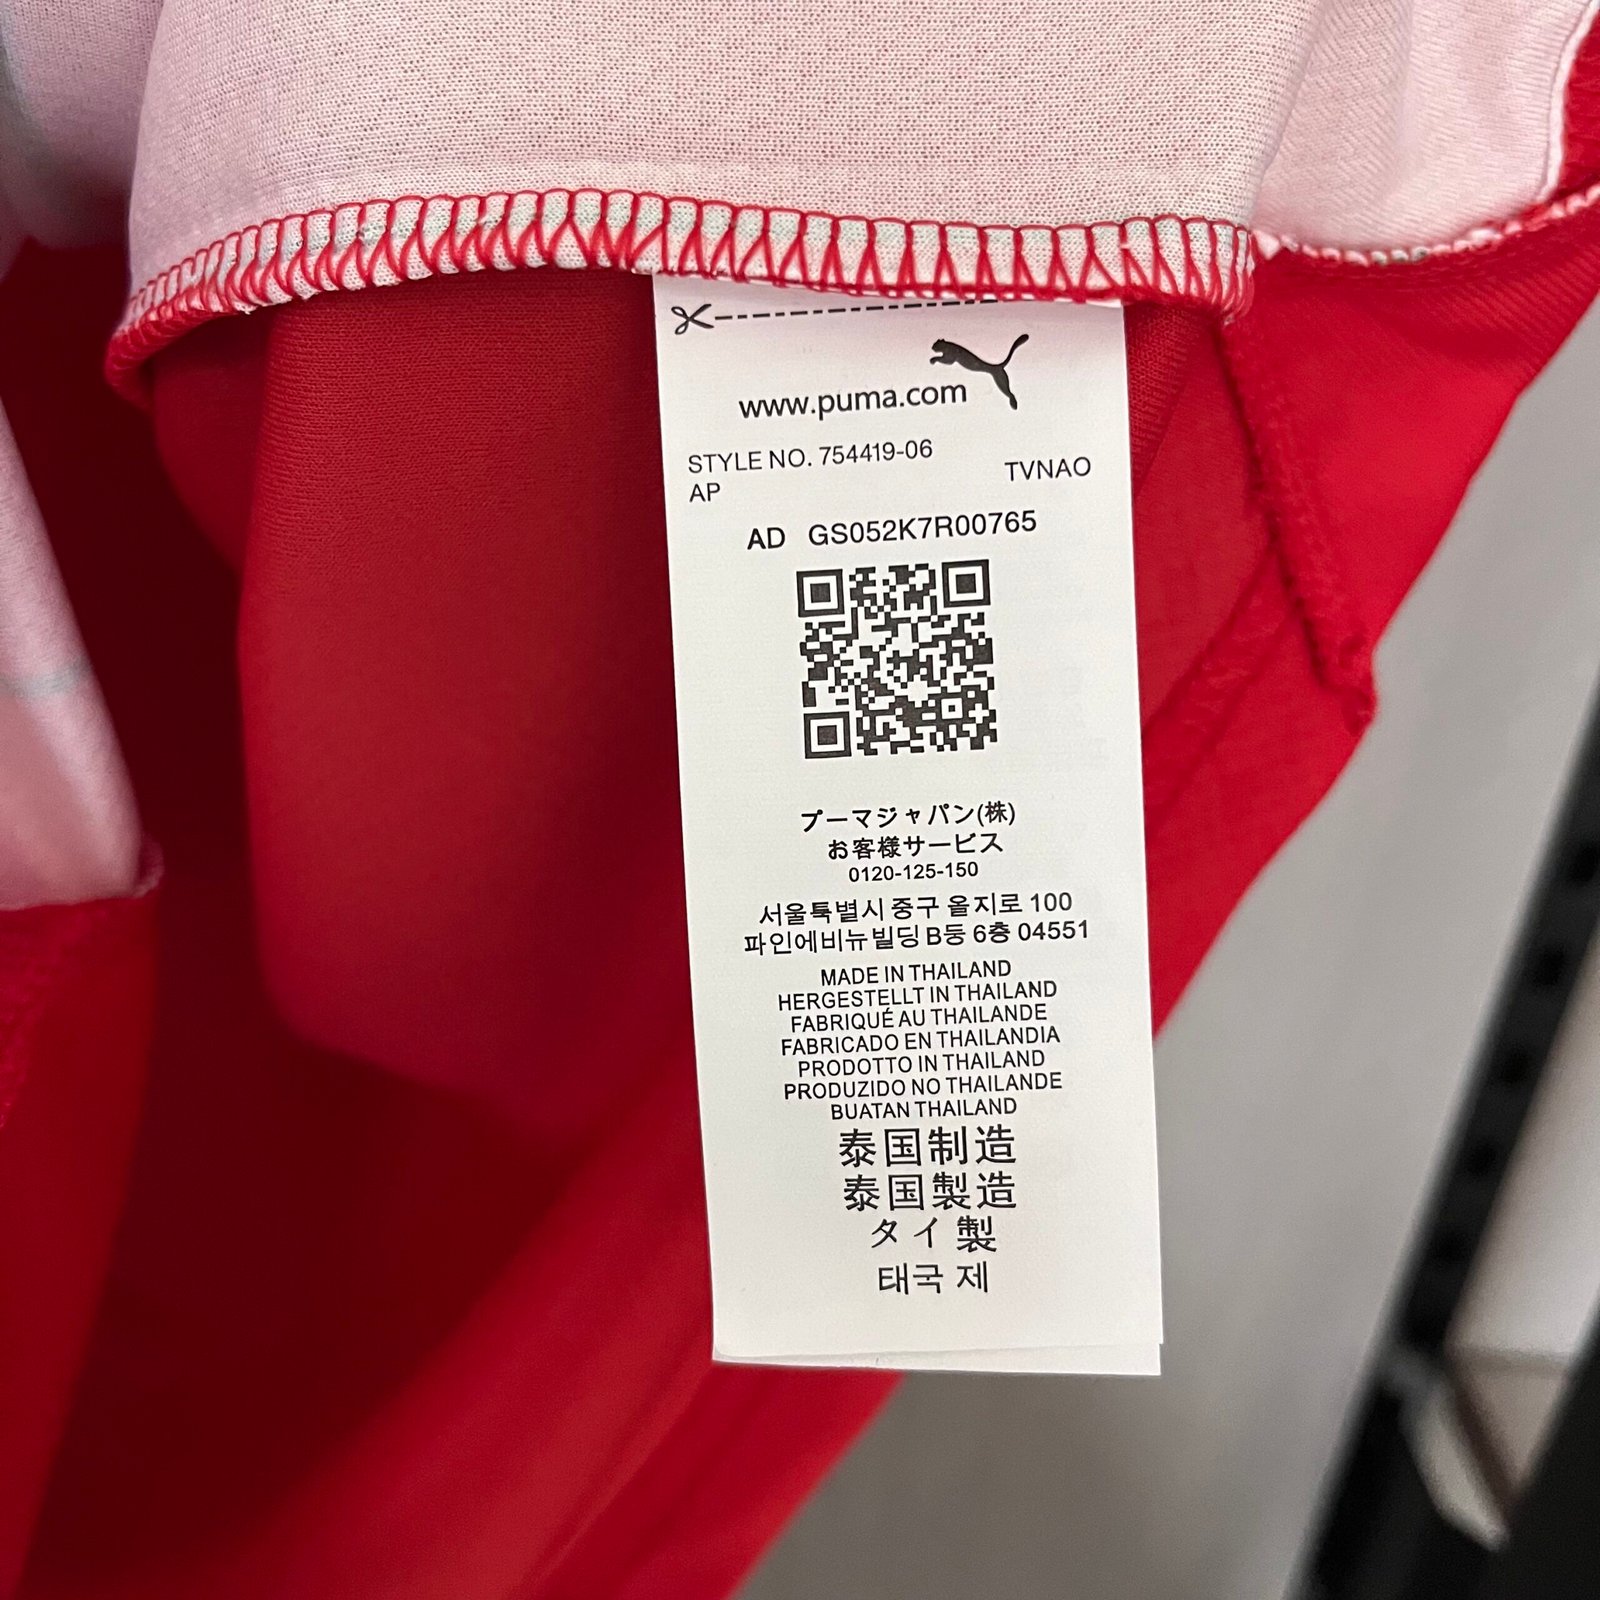 www.puma.com
STYLE NO. 754419-06
AP TVNAO
AD GS052K7R00765
プーマジャパン(株)
お客様サービス
0120-125-150
서울특별시 중구 을지로 100
파인에비뉴빌딩 B동 6층 04551
MADE IN THAILAND
HERGESTELLT IN THAILAND
FABRIQUÉ AU THAILANDE
FABRICADO EN THAILANDIA
PRODOTTO IN THAILAND
PRODUZIDO NO THAILANDE
BUATAN THAILAND
泰国制造
泰国製造
タイ製
태국 제